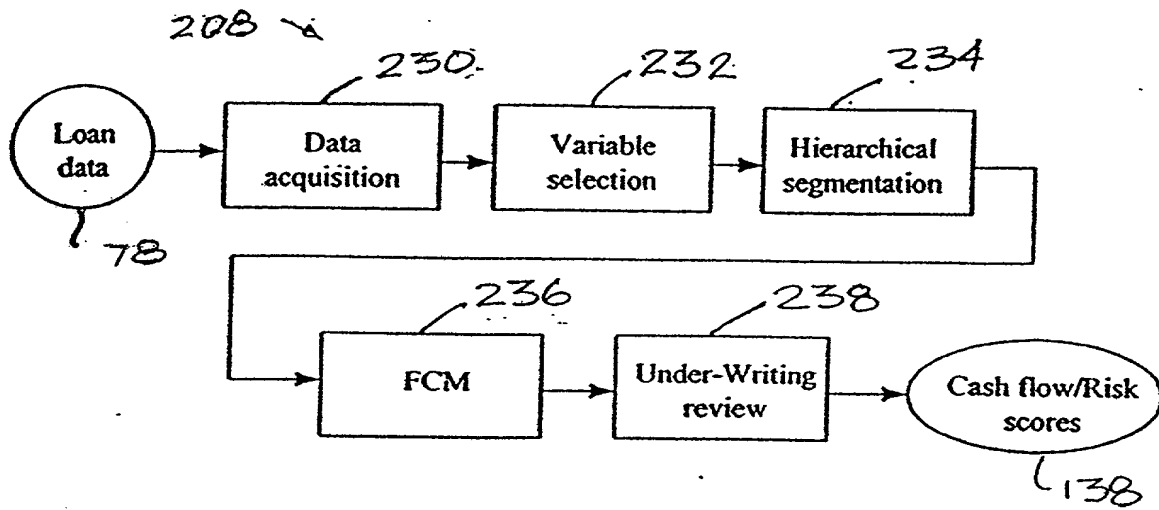 208
230
232
234
Loan
data
Data
acquisition
Variable
selection
Hierarchical
segmentation
78
236
238
FCM
Under-Writing
review
Cash flow/Risk
scores
138